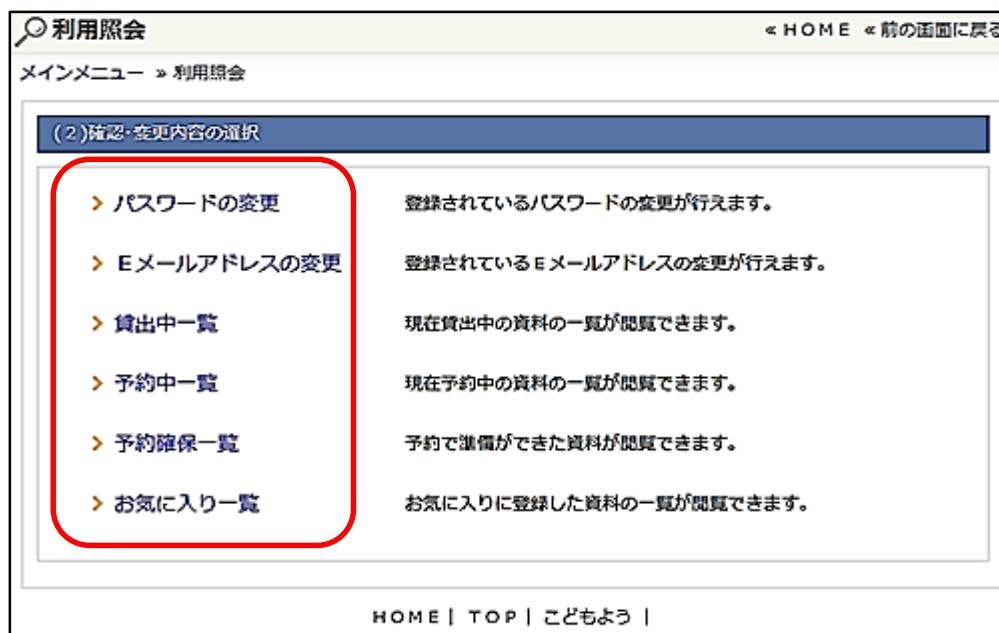 利用照会
«HOME «前の画面に戻る
メインメニュー » 利用照会
(2)確認・変更内容の選択
> パスワードの変更 登録されているパスワードの変更が行えます。
> Eメールアドレスの変更 登録されているEメールアドレスの変更が行えます。
> 貸出中一覧 現在貸出中の資料の一覧が閲覧できます。
> 予約中一覧 現在予約中の資料の一覧が閲覧できます。
> 予約確保一覧 予約で準備ができた資料が閲覧できます。
> お気に入り一覧 お気に入りに登録した資料の一覧が閲覧できます。
HOME| TOP| こどもよう |